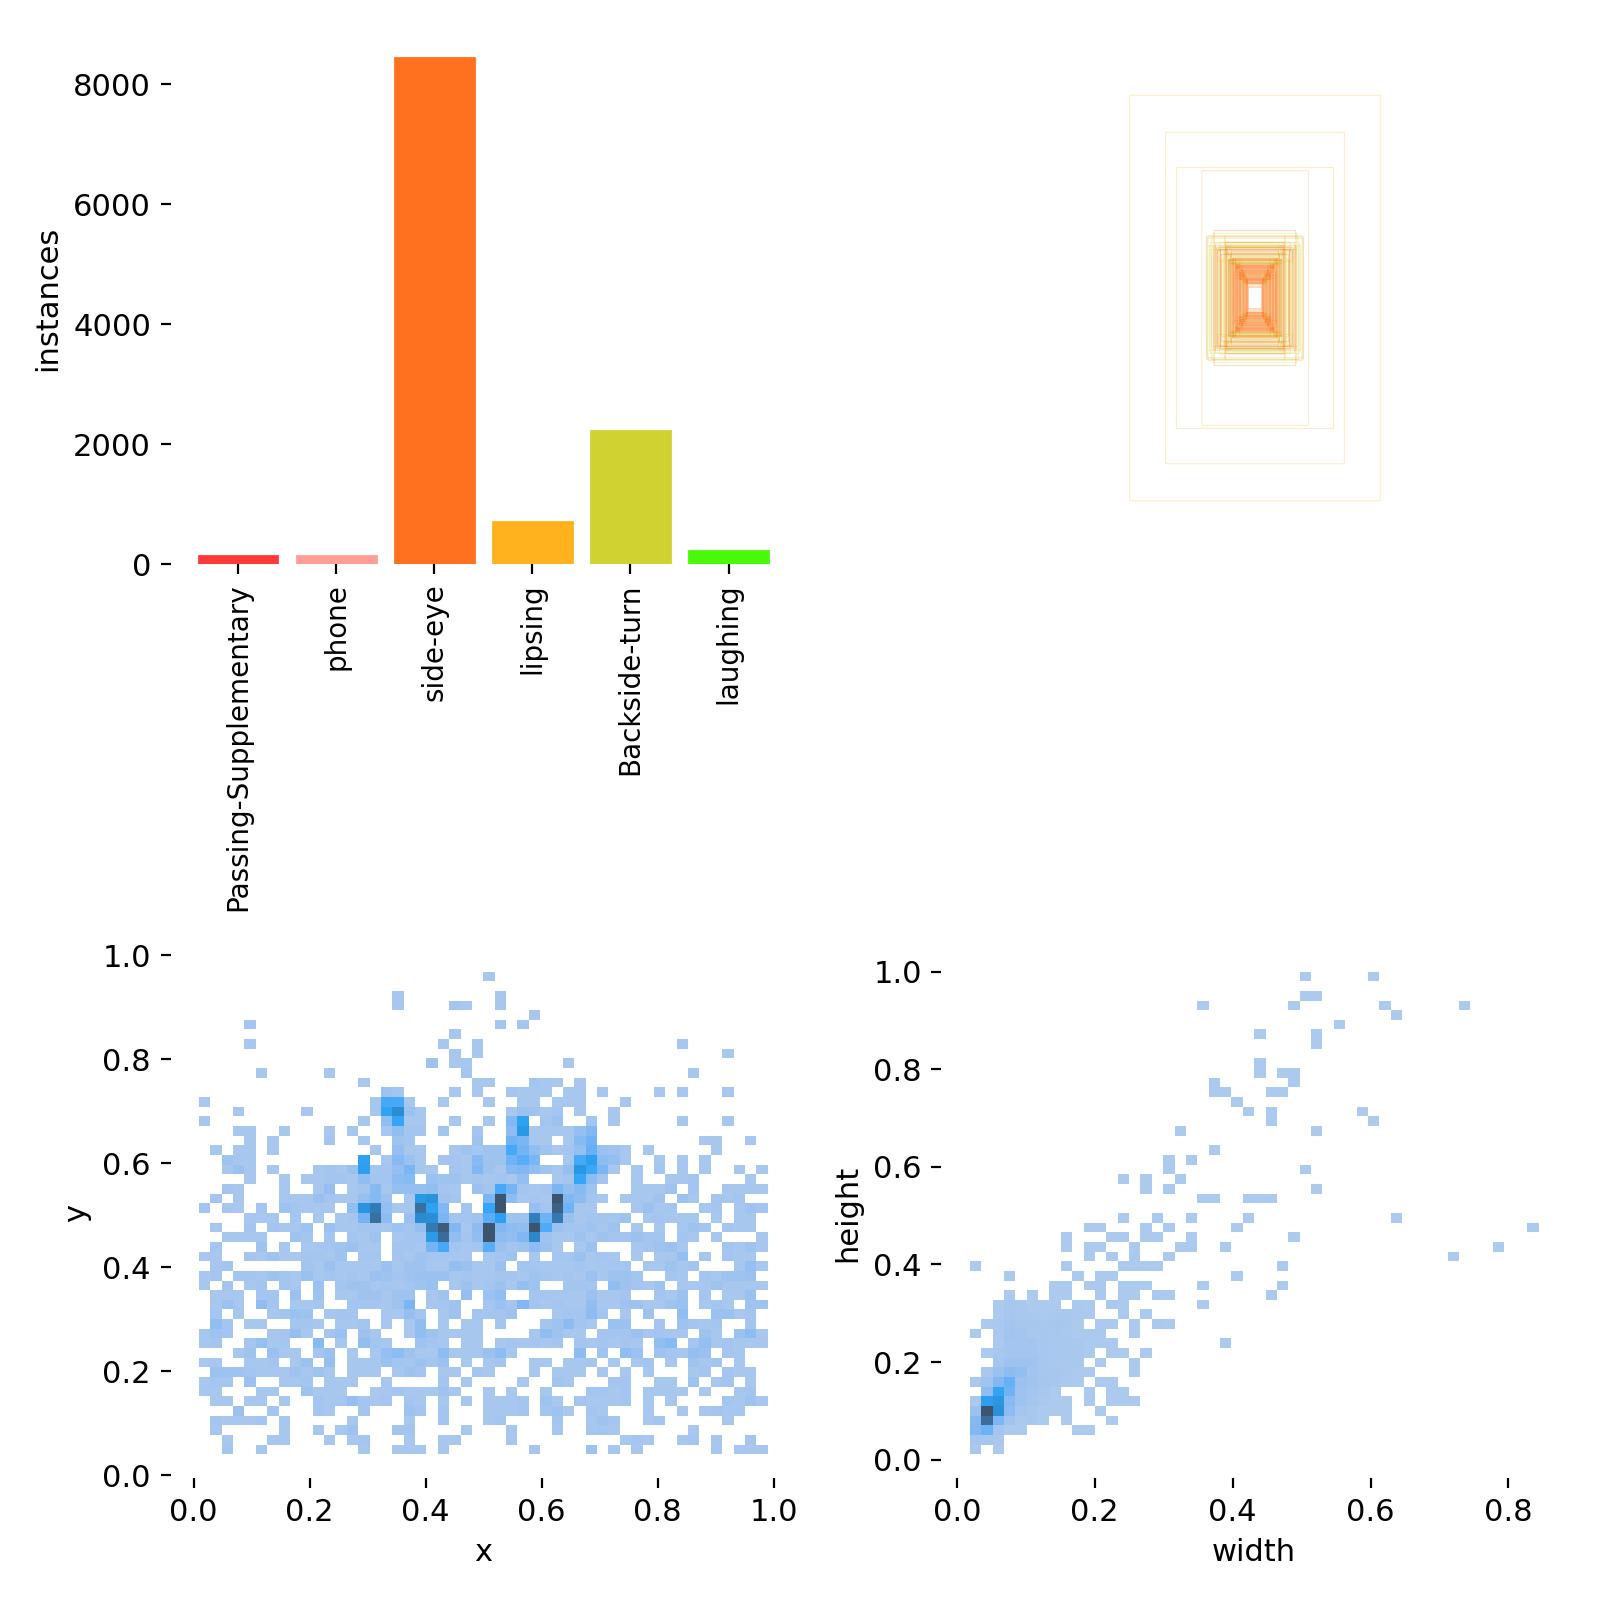 8000
6000
4000
2000
0
instances
Passing-Supplementary
phone
side-eye
lipsing
Backside-turn
laughing
1.0
0.8
0.6
0.4
0.2
0.0
y
0.0 0.2 0.4 0.6 0.8 1.0
x
1.0
0.8
0.6
0.4
0.2
0.0
height
0.0 0.2 0.4 0.6 0.8
width